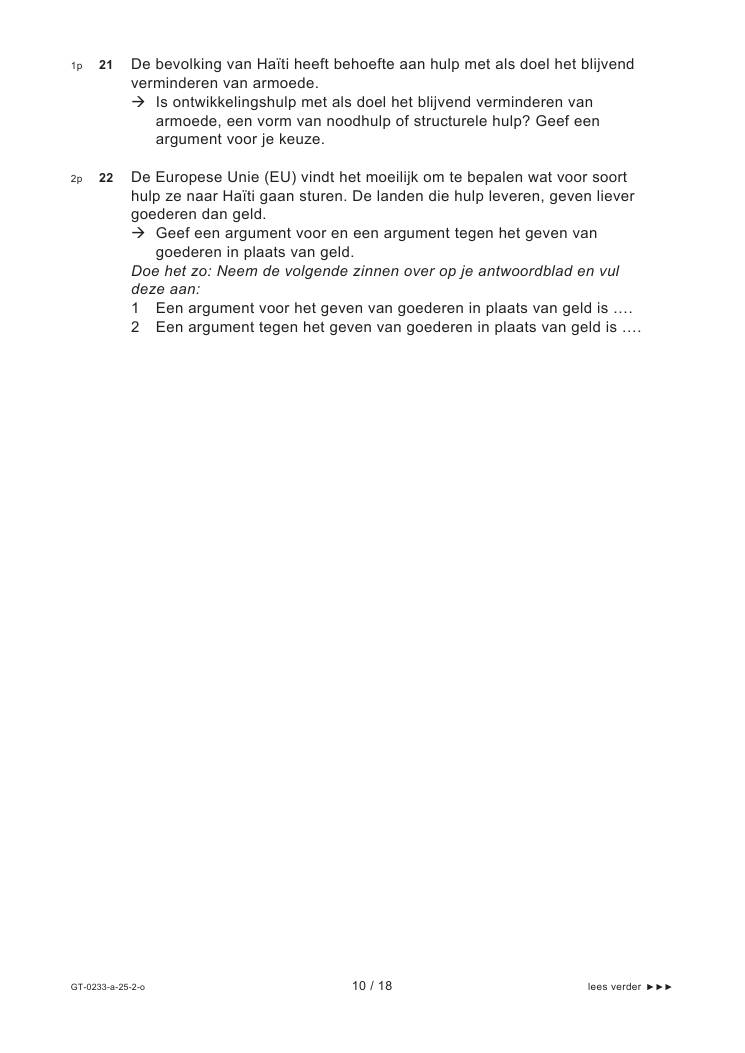 1p 21 De bevolking van Haïti heeft behoefte aan hulp met als doel het blijvend
verminderen van armoede.
→ Is ontwikkelingshulp met als doel het blijvend verminderen van
armoede, een vorm van noodhulp of structurele hulp? Geef een
argument voor je keuze.
2p 22 De Europese Unie (EU) vindt het moeilijk om te bepalen wat voor soort
hulp ze naar Haïti gaan sturen. De landen die hulp leveren, geven liever
goederen dan geld.
→ Geef een argument voor en een argument tegen het geven van
goederen in plaats van geld.
Doe het zo: Neem de volgende zinnen over op je antwoordblad en vul
deze aan:
1 Een argument voor het geven van goederen in plaats van geld is ….
2 Een argument tegen het geven van goederen in plaats van geld is ….
GT-0233-a-25-2-o 10 / 18 lees verder ►►►